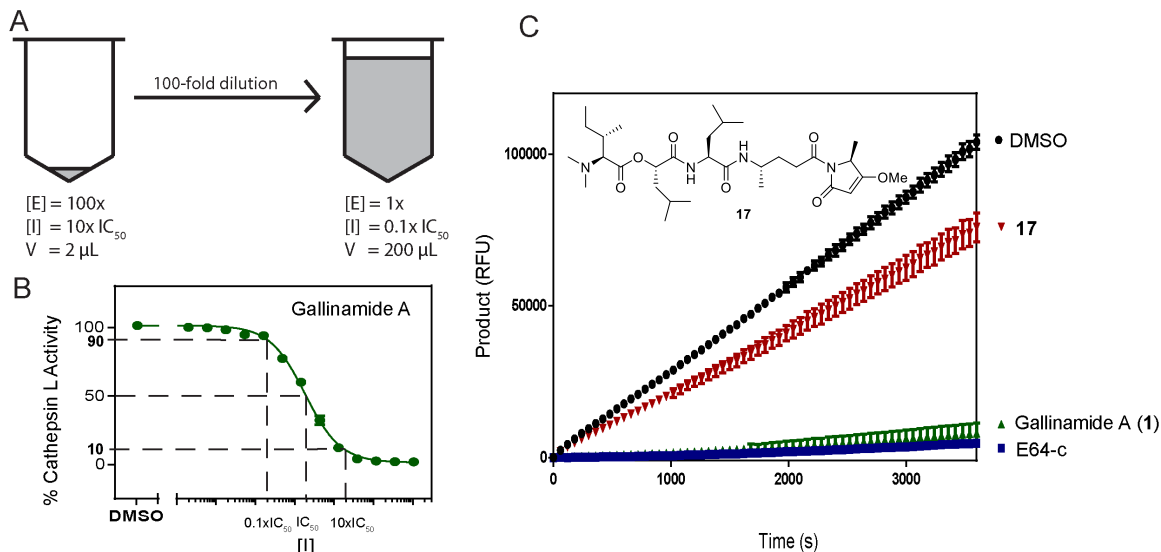 A
100-fold dilution
[E] = 100x
[I] = 10x IC50
V = 2 µL
[E] = 1x
[I] = 0.1x IC50
V = 200 µL
B
Gallinamide A
% Cathepsin L Activity
100
90
50
10
0
DMSO
0.1xIC50 IC50 10xIC50
[I]
C
Product (RFU)
100000
50000
0
0 1000 2000 3000
Time (s)
N
O
O
O
N
H
O
H
N
O
N
O
OMe
17
DMSO
17
Gallinamide A (1)
E64-c